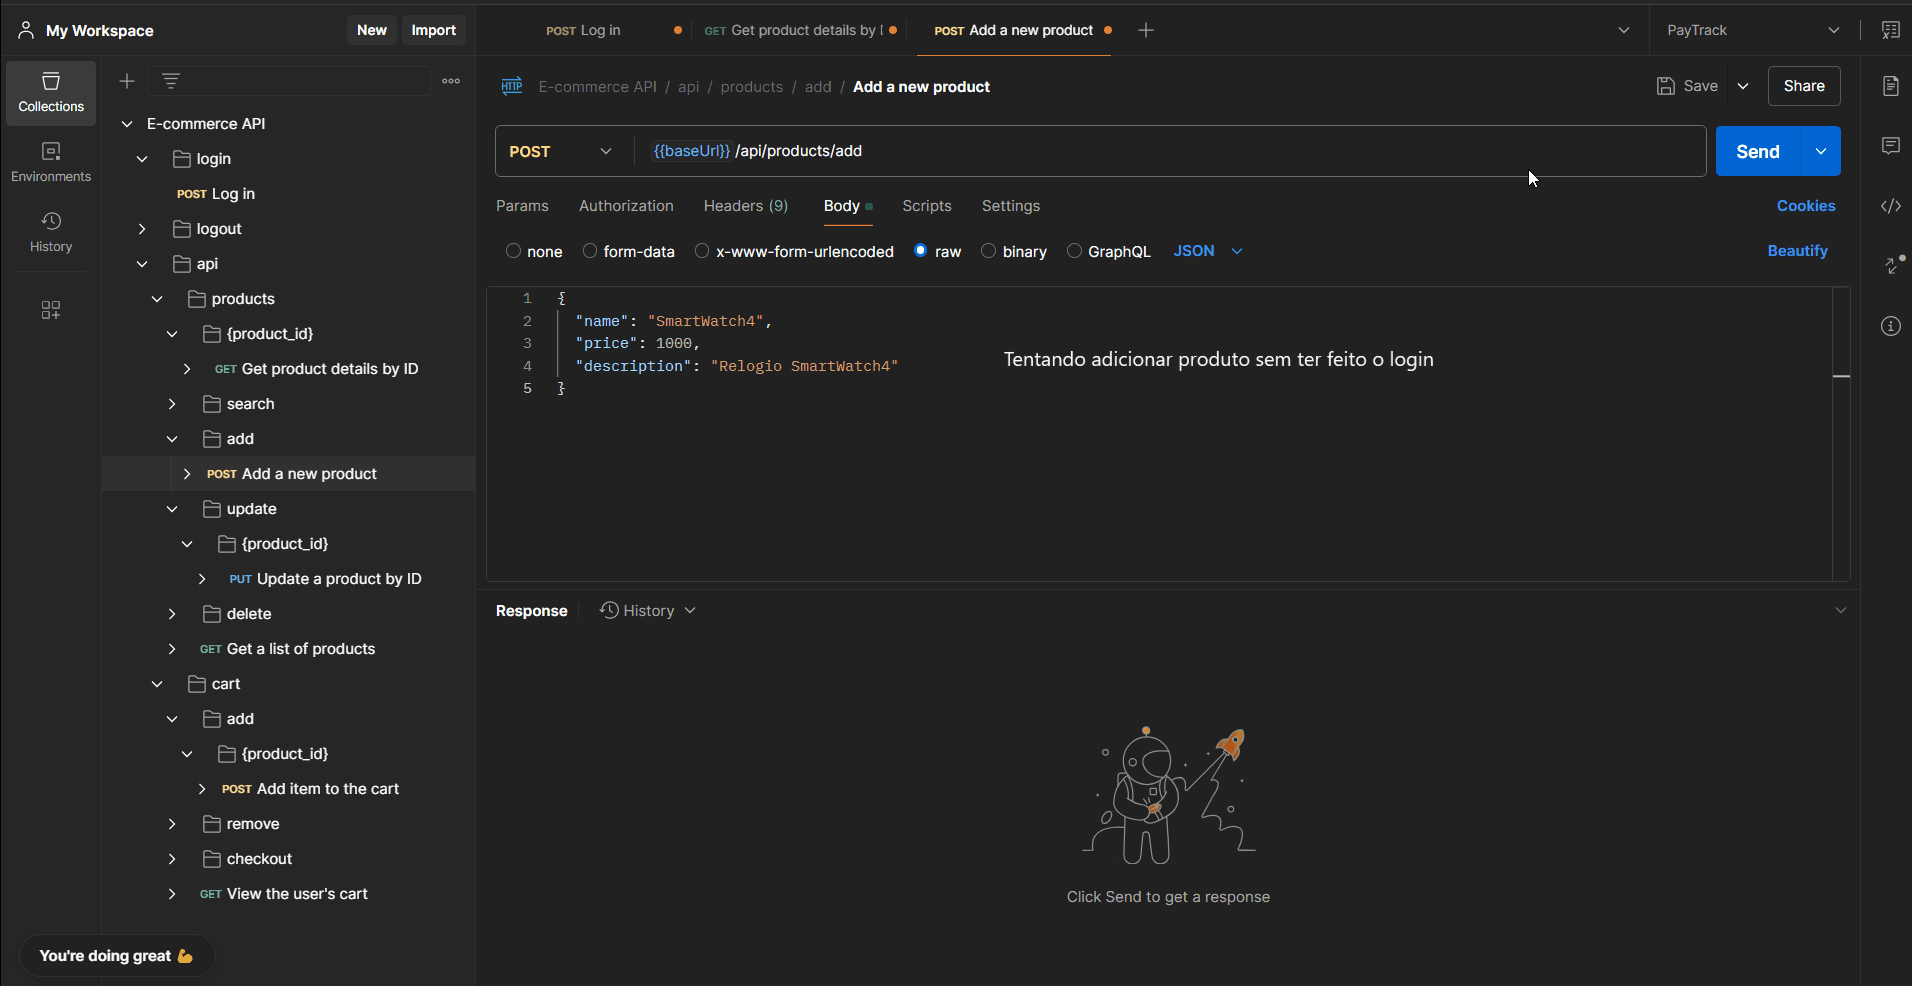 My Workspace
New
Import
POST Log in
GET Get product details by I
POST Add a new product
PayTrack
Collections
Environments
History
E-commerce API
login
POST Log in
logout
api
products
{product_id}
GET Get product details by ID
search
add
POST Add a new product
update
{product_id}
PUT Update a product by ID
delete
GET Get a list of products
cart
add
{product_id}
POST Add item to the cart
remove
checkout
GET View the user's cart
You're doing great 💪
HTTP E-commerce API / api / products / add / Add a new product
Save
Share
POST {{baseUrl}} /api/products/add
Send
Params Authorization Headers (9) Body Scripts Settings
Cookies
none form-data x-www-form-urlencoded raw binary GraphQL JSON
Beautify
1 {
2 "name": "SmartWatch4",
3 "price": 1000,
4 "description": "Relogio SmartWatch4"
5 }
Tentando adicionar produto sem ter feito o login
Response History
Click Send to get a response